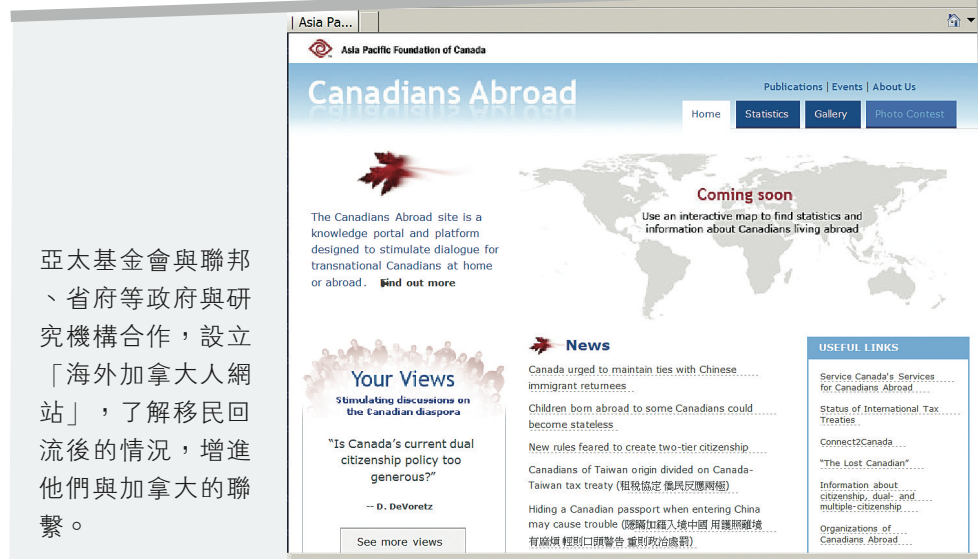 亞太基金會與聯邦
、省府等政府與研
究機構合作，設立
「海外加拿大人網
站」，了解移民回
流後的情況，增進
他們與加拿大的聯
繫。
Asia Pa...
Asia Pacific Foundation of Canada
Canadians Abroad
Publications | Events | About Us
Home Statistics Gallery Photo Contest
The Canadians Abroad site is a
knowledge portal and platform
designed to stimulate dialogue for
transnational Canadians at home
or abroad. Find out more
Coming soon
Use an interactive map to find statistics and
information about Canadians living abroad
Your Views
Stimulating discussions on
the Canadian diaspora
“Is Canada’s current dual
citizenship policy too
generous?”
-- D. DeVoretz
See more views
News
Canada urged to maintain ties with Chinese
immigrant returnees
Children born abroad to some Canadians could
become stateless
New rules feared to create two-tier citizenship
Canadians of Taiwan origin divided on Canada-
Taiwan tax treaty (租稅協定 僑民反應兩極)
Hiding a Canadian passport when entering China
may cause trouble (隱瞞加籍入境中國 用護照離境
有麻煩 輕則口頭警告 重則政治處罰)
USEFUL LINKS
Service Canada's Services
for Canadians Abroad
Status of International Tax
Treaties
Connect2Canada
"The Lost Canadian"
Information about
citizenship, dual- and
multiple-citizenship
Organizations of
Canadians Abroad